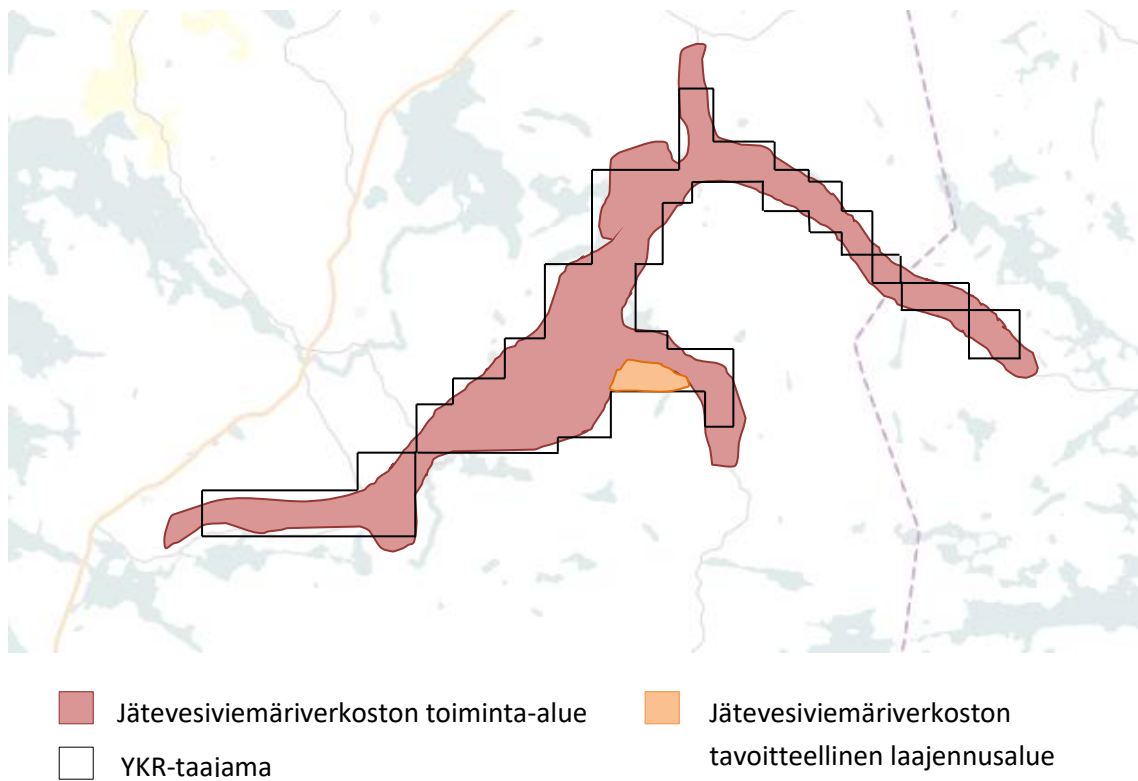 Jätevesiviemäriverkoston toiminta-alue
YKR-taajama
Jätevesiviemäriverkoston
tavoitteellinen laajennusalue